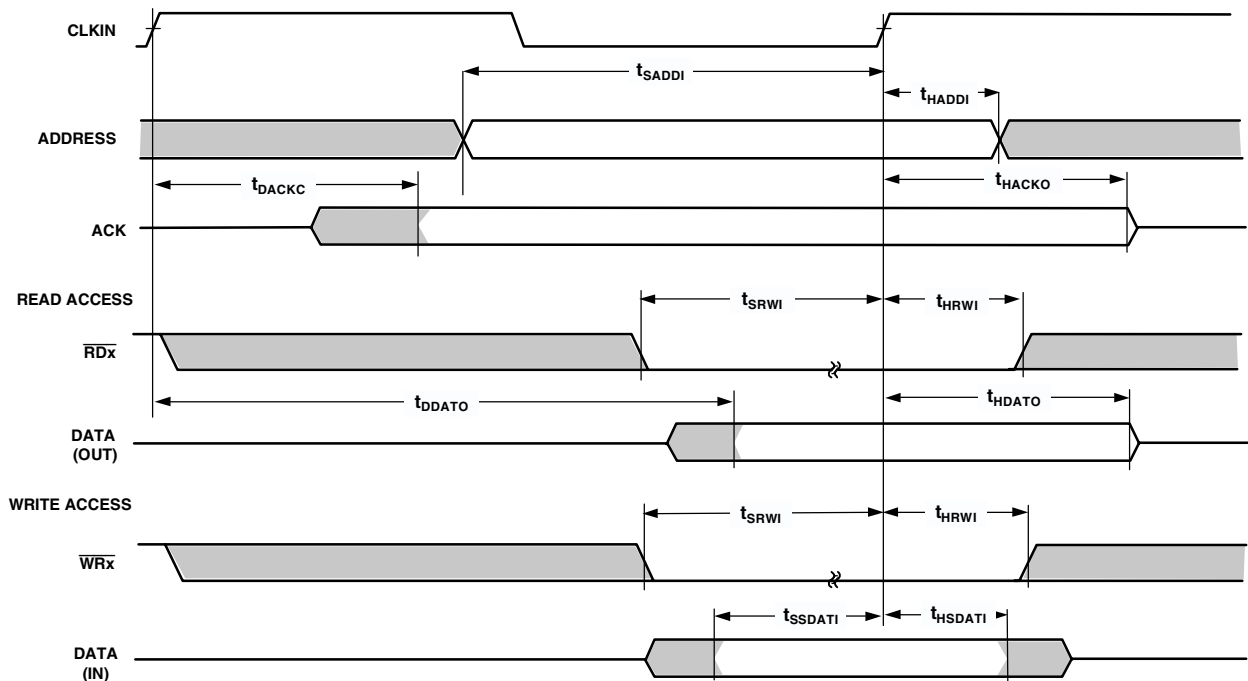 CLKIN
tSADDI
tHADDI
ADDRESS
tDACKC
tHACKO
ACK
READ ACCESS
tSRWI
tHRWI
RDx
tDDATO
tHDATO
DATA
(OUT)
WRITE ACCESS
tSRWI
tHRWI
WRx
tSSDATI
tHSDATI
DATA
(IN)